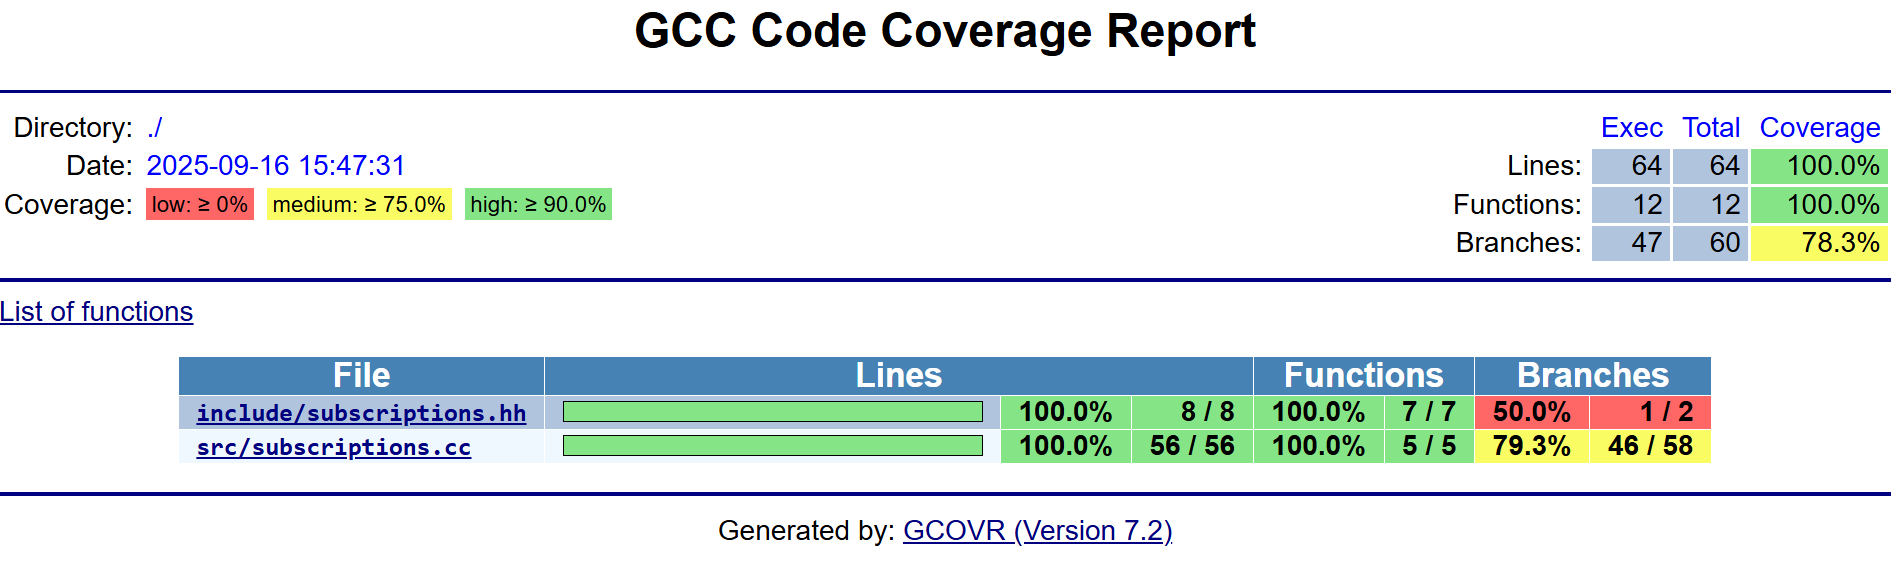 GCC Code Coverage Report
Directory: ./
Date: 2025-09-16 15:47:31
Coverage: low: ≥ 0% medium: ≥ 75.0% high: ≥ 90.0%
Exec Total Coverage
Lines: 64 64 100.0%
Functions: 12 12 100.0%
Branches: 47 60 78.3%
List of functions
File Lines Functions Branches
include/subscriptions.hh 100.0% 8 / 8 100.0% 7 / 7 50.0% 1 / 2
src/subscriptions.cc 100.0% 56 / 56 100.0% 5 / 5 79.3% 46 / 58
Generated by: GCOVR (Version 7.2)